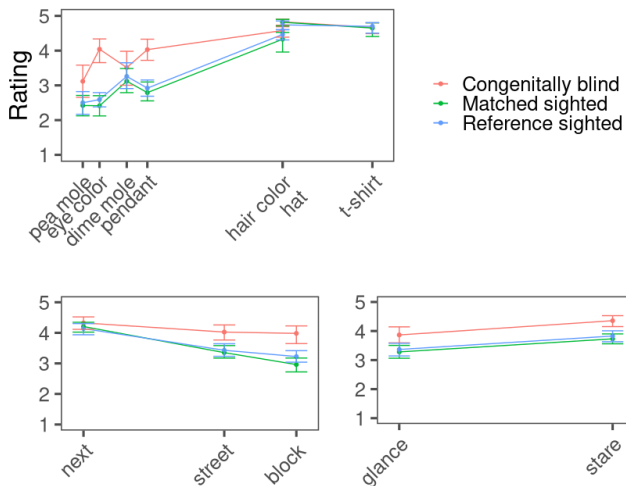 5
4
3
2
1
Rating
pea mole
eye color
dime mole
pendant
hair color
hat
t-shirt
Congenitally blind
Matched sighted
Reference sighted
5
4
3
2
1
next
street
block
5
4
3
2
1
glance
stare